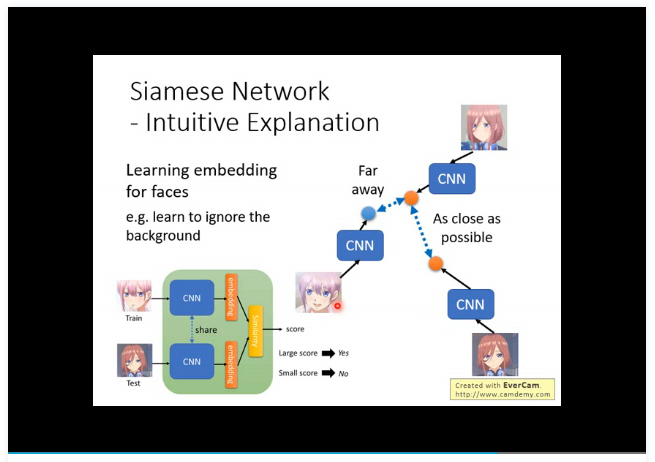 Siamese Network
- Intuitive Explanation
Learning embedding
for faces
e.g. learn to ignore the
background
Far
away
CNN
As close as
possible
CNN
CNN
CNN
embedding
Train
share
Similarity
score
CNN
embedding
Test
Large score Yes
Small score No
Created with EverCam.
http://www.camdemy.com